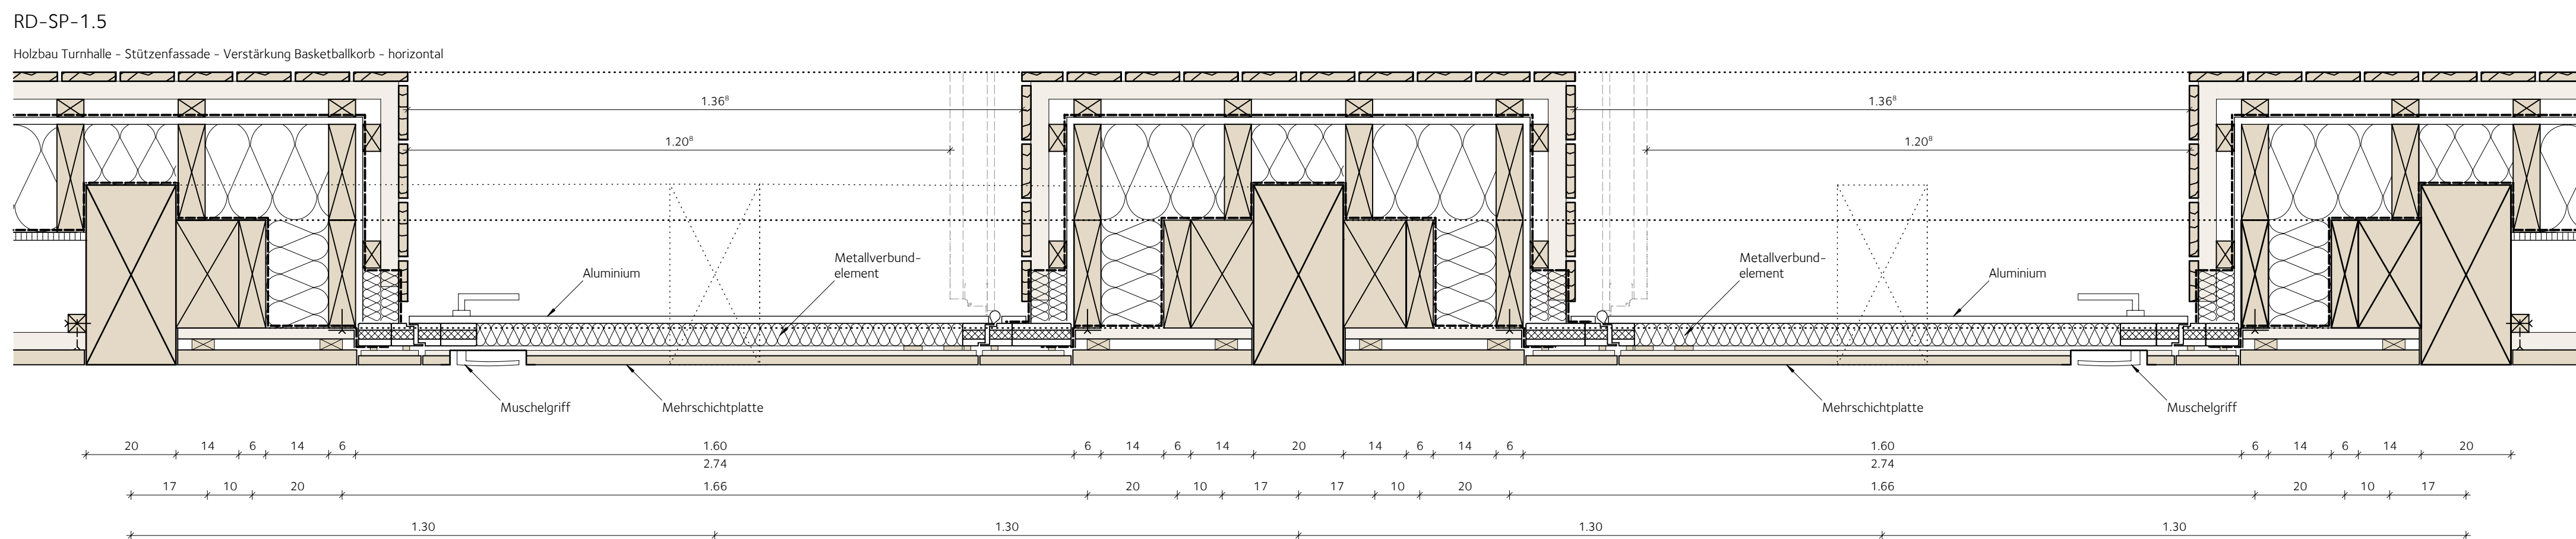 RD-SP-1.5
Holzbau Turnhalle - Stützenfassade - Verstärkung Basketballkorb - horizontal
1.36⁸ 1.36⁸
1.20⁸ 1.20⁸
Metallverbund- Metallverbund-
Aluminium element element Aluminium
Muschelgriff Mehrschichtplatte Mehrschichtplatte Muschelgriff
20 14 6 14 6 1.60 6 14 6 14 20 14 6 14 6 1.60 6 14 6 14 20
2.74 2.74
17 10 20 1.66 20 10 17 17 10 20 1.66 20 10 17
1.30 1.30 1.30 1.30